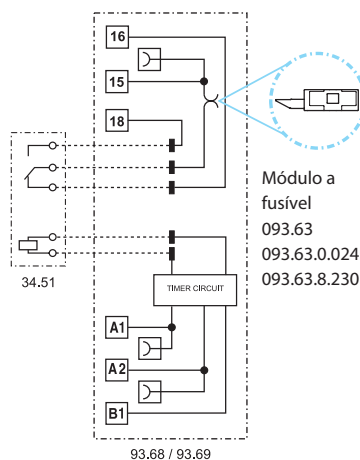 16
15
18
34.51
TIMER CIRCUIT
A1
A2
B1
93.68 / 93.69
Módulo a
fusível
093.63
093.63.0.024
093.63.8.230